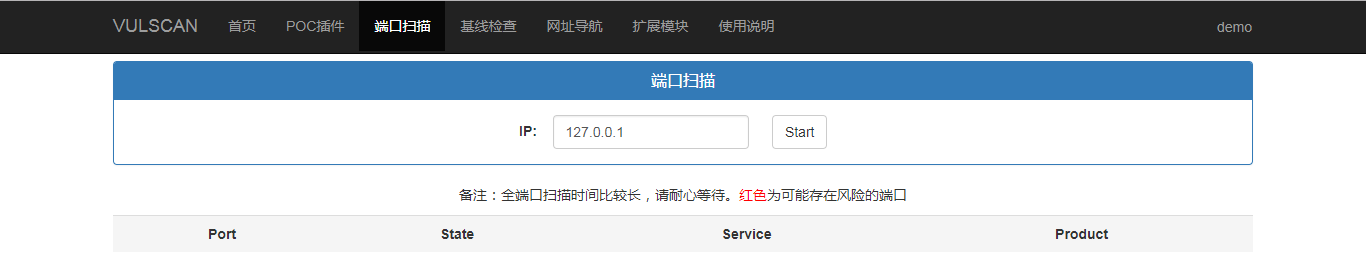 VULSCAN 首页 POC插件 端口扫描 基线检查 网址导航 扩展模块 使用说明 demo
端口扫描
IP: 127.0.0.1 Start
备注：全端口扫描时间比较长，请耐心等待。红色为可能存在风险的端口
Port State Service Product